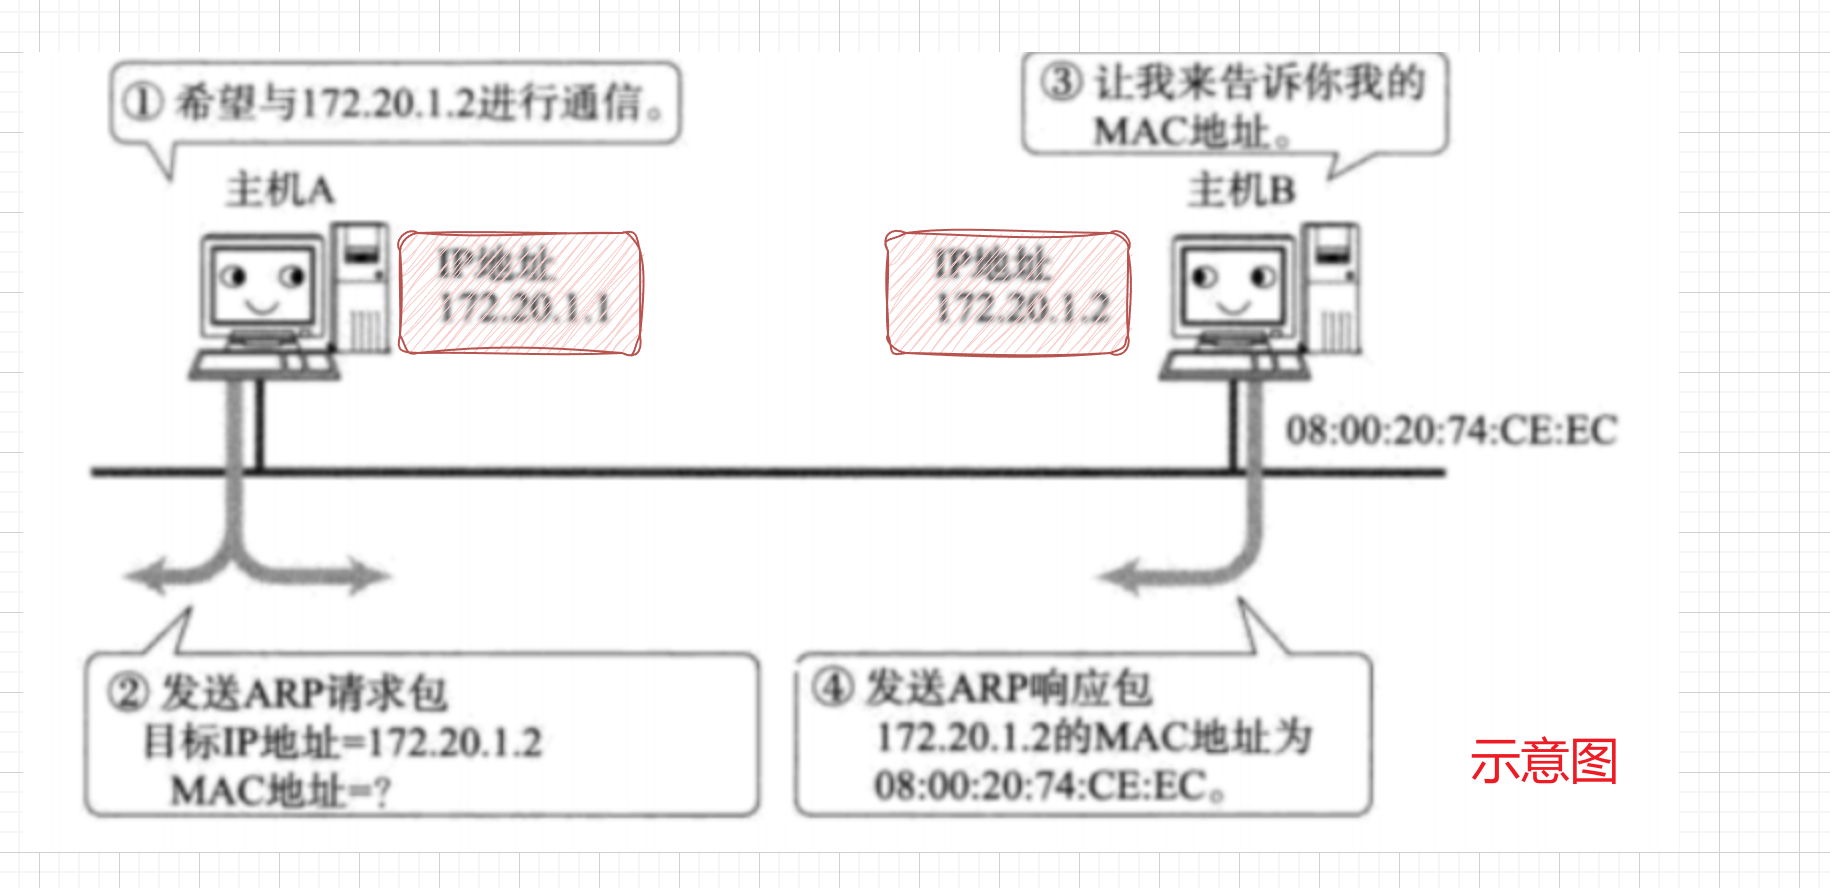 ① 希望与172.20.1.2进行通信。
③ 让我来告诉你我的
MAC地址。
主机A
主机B
IP地址
172.20.1.1
IP地址
172.20.1.2
08:00:20:74:CE:EC
② 发送ARP请求包
目标IP地址=172.20.1.2
MAC地址=?
④ 发送ARP响应包
172.20.1.2的MAC地址为
08:00:20:74:CE:EC。
示意图